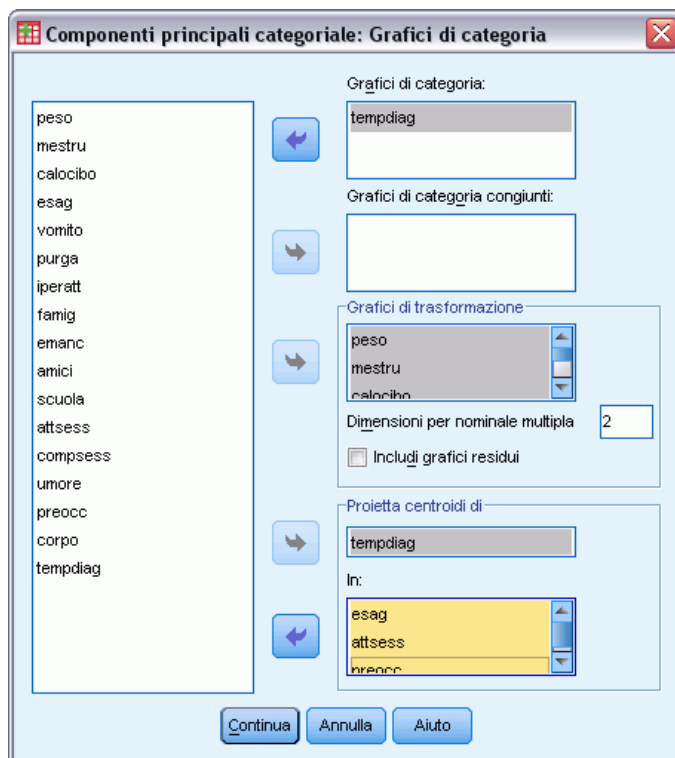 Componenti principali categoriale: Grafici di categoria
peso
mestru
calocibo
esag
vomito
purga
iperatt
famig
emanc
amici
scuola
attsess
compsess
umore
preocc
corpo
tempdiag
Grafici di categoria:
tempdiag
Grafici di categoria congiunti:
Grafici di trasformazione
peso
mestru
calocibo
Dimensioni per nominale multipla 2
Includi grafici residui
Proietta centroidi di
tempdiag
In:
esag
attsess
preocc
Continua Annulla Aiuto